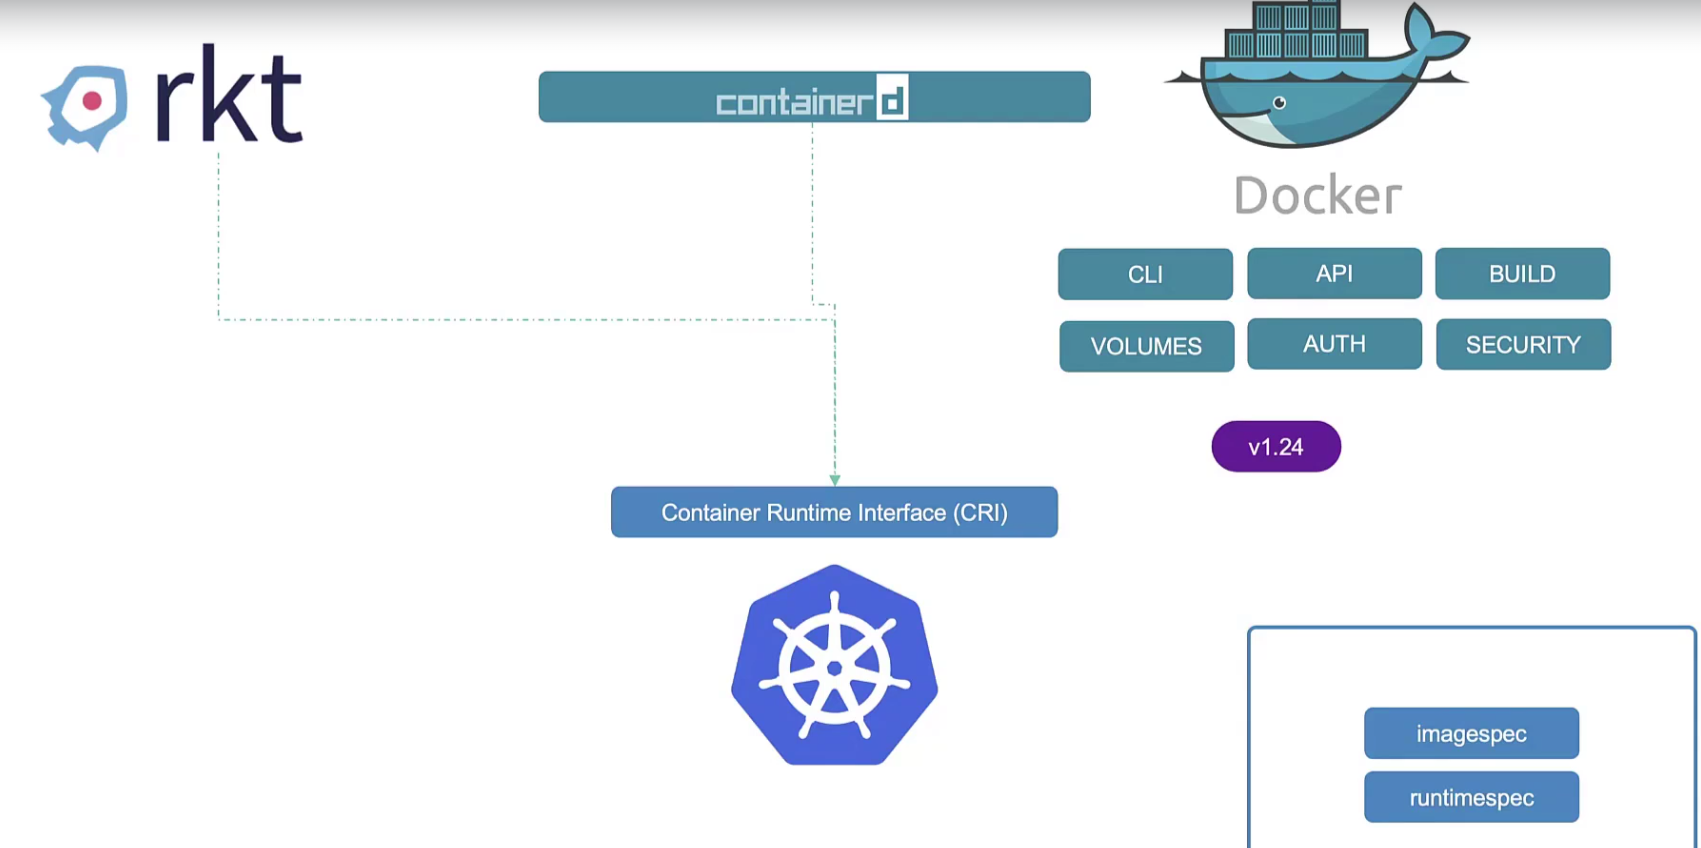 rkt
containerd
Docker
CLI
API
BUILD
VOLUMES
AUTH
SECURITY
v1.24
Container Runtime Interface (CRI)
imagespec
runtimespec